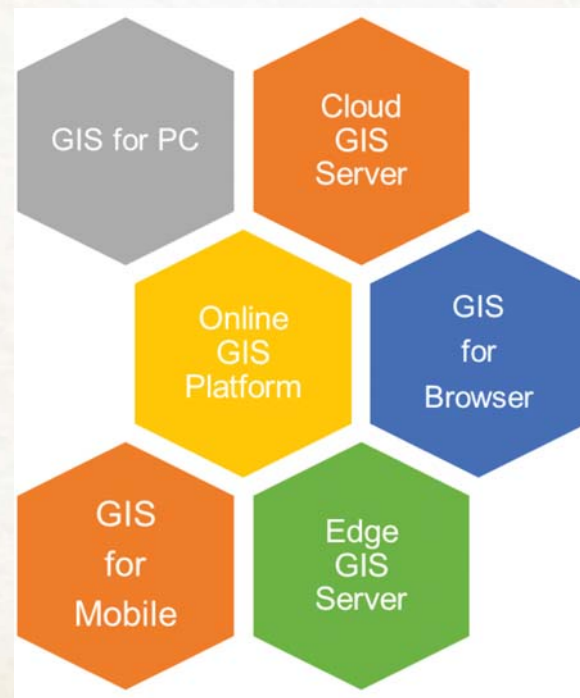 GIS for PC
Cloud
GIS
Server
Online
GIS
Platform
GIS
for
Browser
GIS
for
Mobile
Edge
GIS
Server